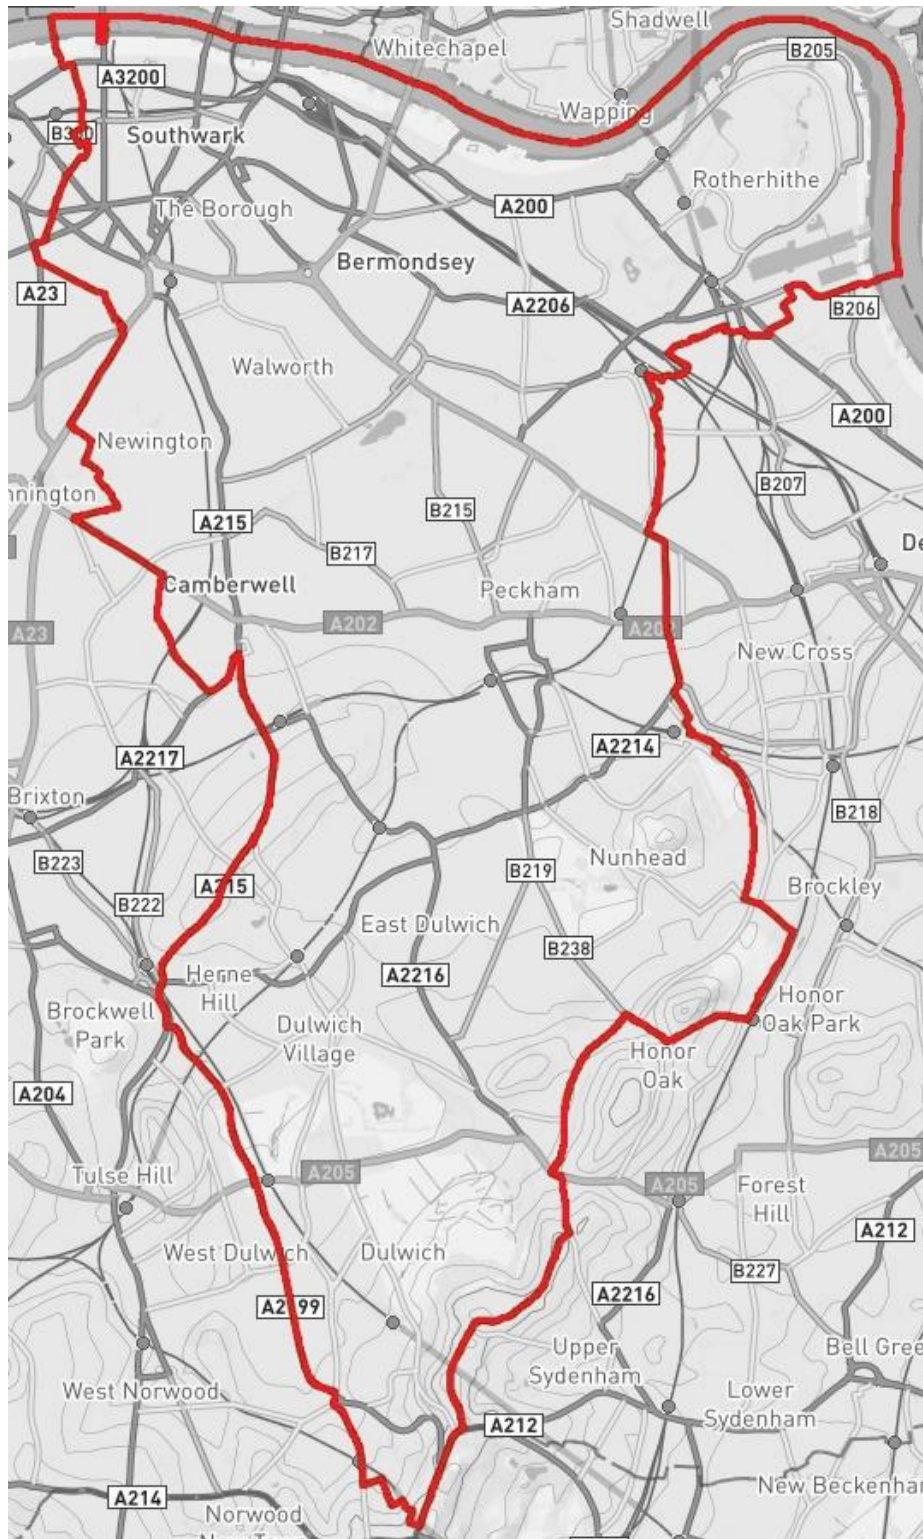 Shadwell
Whitechapel
B205
A3200
Wapping
B300
Southwark
Rotherhithe
The Borough
A200
Bermondsey
A23
A2206
B206
Walworth
A200
Newington
nnington
B207
B215
A215
B217
De
Camberwell
Peckham
A202
A202
A23
New Cross
A2214
A2217
Brixton
B218
B223
Nunhead
B219
A215
Brockley
B222
East Dulwich
B238
A2216
Herne
Hill
Honor
Oak Park
Brockwell
Park
Dulwich
Village
Honor
Oak
A204
A205
Tulse Hill
A205
A205
Forest
Hill
A212
West Dulwich
Dulwich
B227
A2199
A2216
Upper
Sydenham
Bell Gree
West Norwood
Lower
Sydenham
A212
New Beckenhar
A214
Norwood